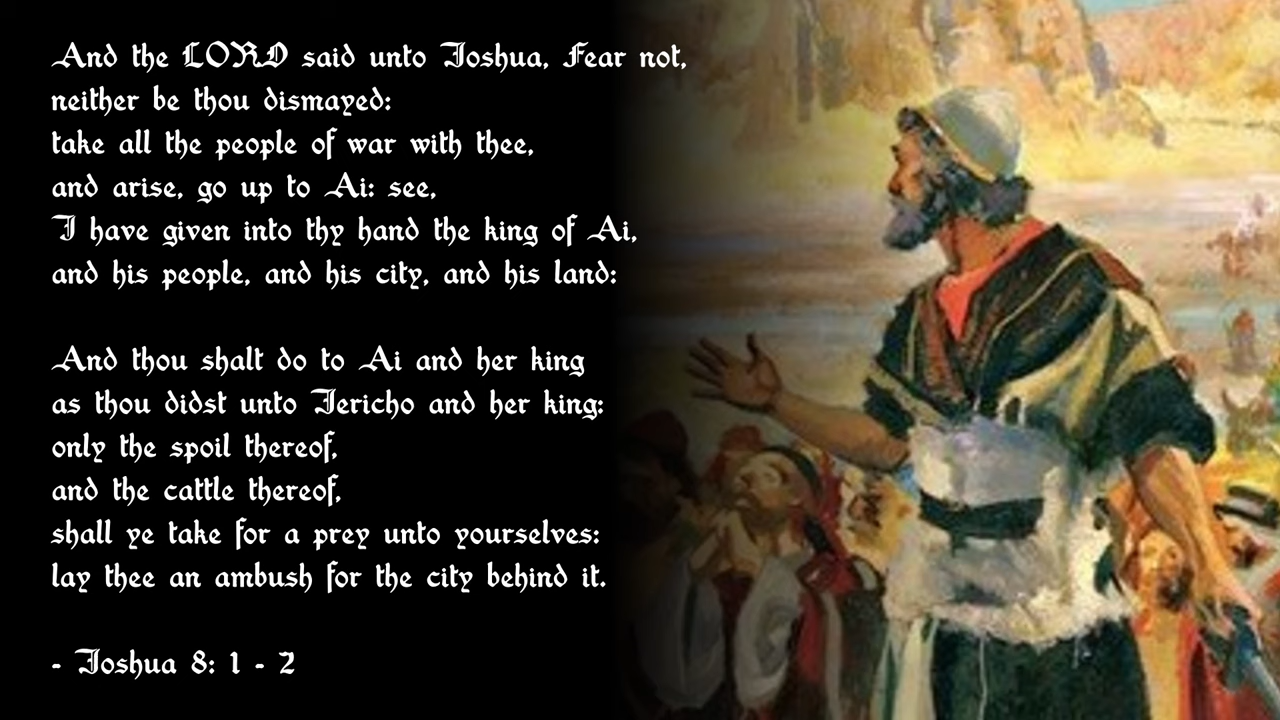 And the LORD said unto Joshua, Fear not,
neither be thou dismayed:
take all the people of war with thee,
and arise, go up to Ai: see,
I have given into thy hand the king of Ai,
and his people, and his city, and his land:
And thou shalt do to Ai and her king
as thou didst unto Jericho and her king:
only the spoil thereof,
and the cattle thereof,
shall ye take for a prey unto yourselves:
lay thee an ambush for the city behind it.
- Joshua 8: 1 - 2